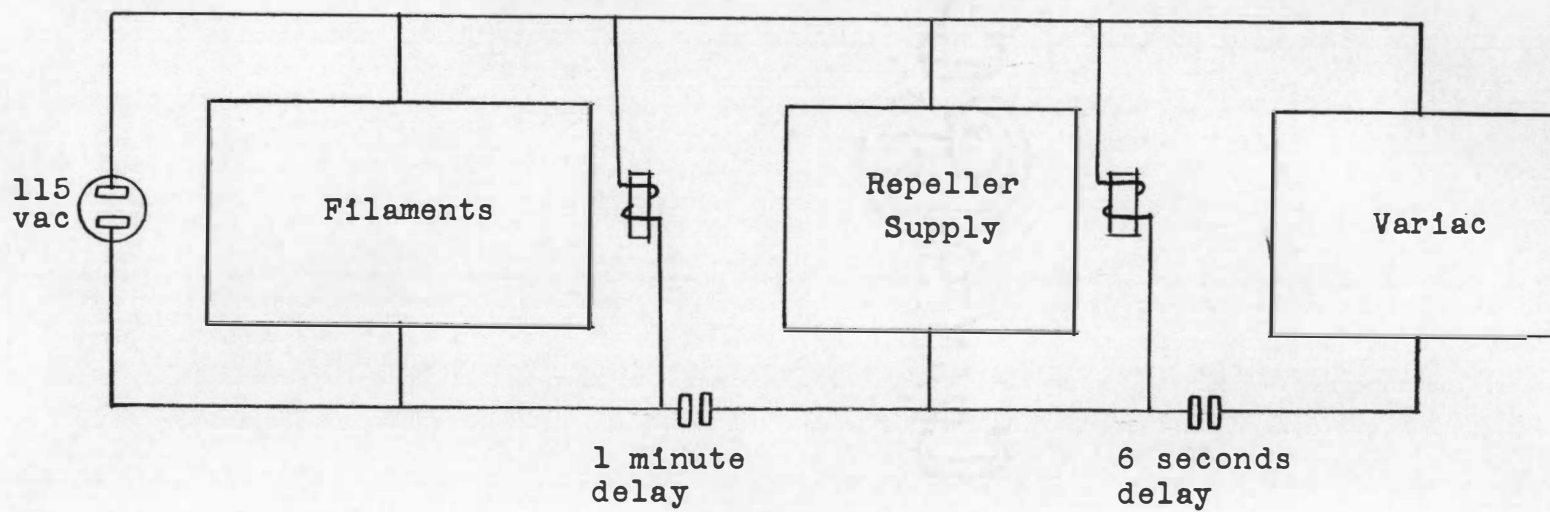 115
vac
Filaments
Repeller
Supply
Variac
1 minute
delay
6 seconds
delay